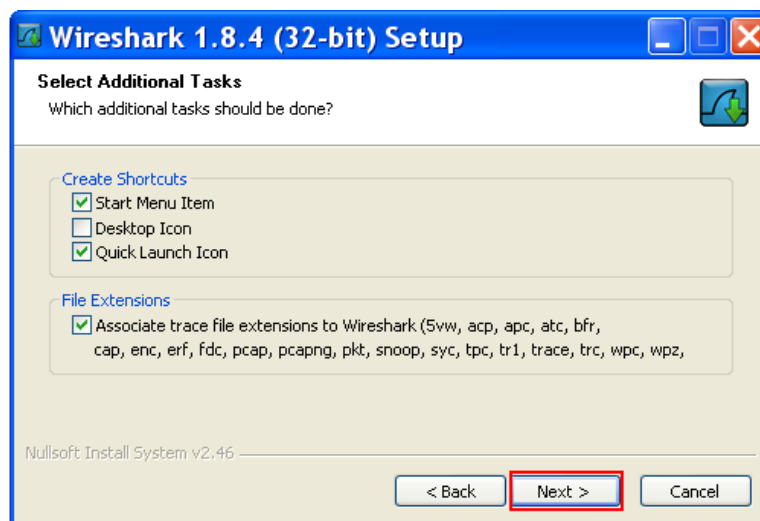 Wireshark 1.8.4 (32-bit) Setup
Select Additional Tasks
Which additional tasks should be done?
Create Shortcuts
Start Menu Item
Desktop Icon
Quick Launch Icon
File Extensions
Associate trace file extensions to Wireshark (5vw, acp, apc, atc, bfr,
cap, enc, erf, fdc, pcap, pcapng, pkt, snoop, syc, tpc, tr1, trace, trc, wpc, wpz,
Nullsoft Install System v2.46
< Back Next > Cancel